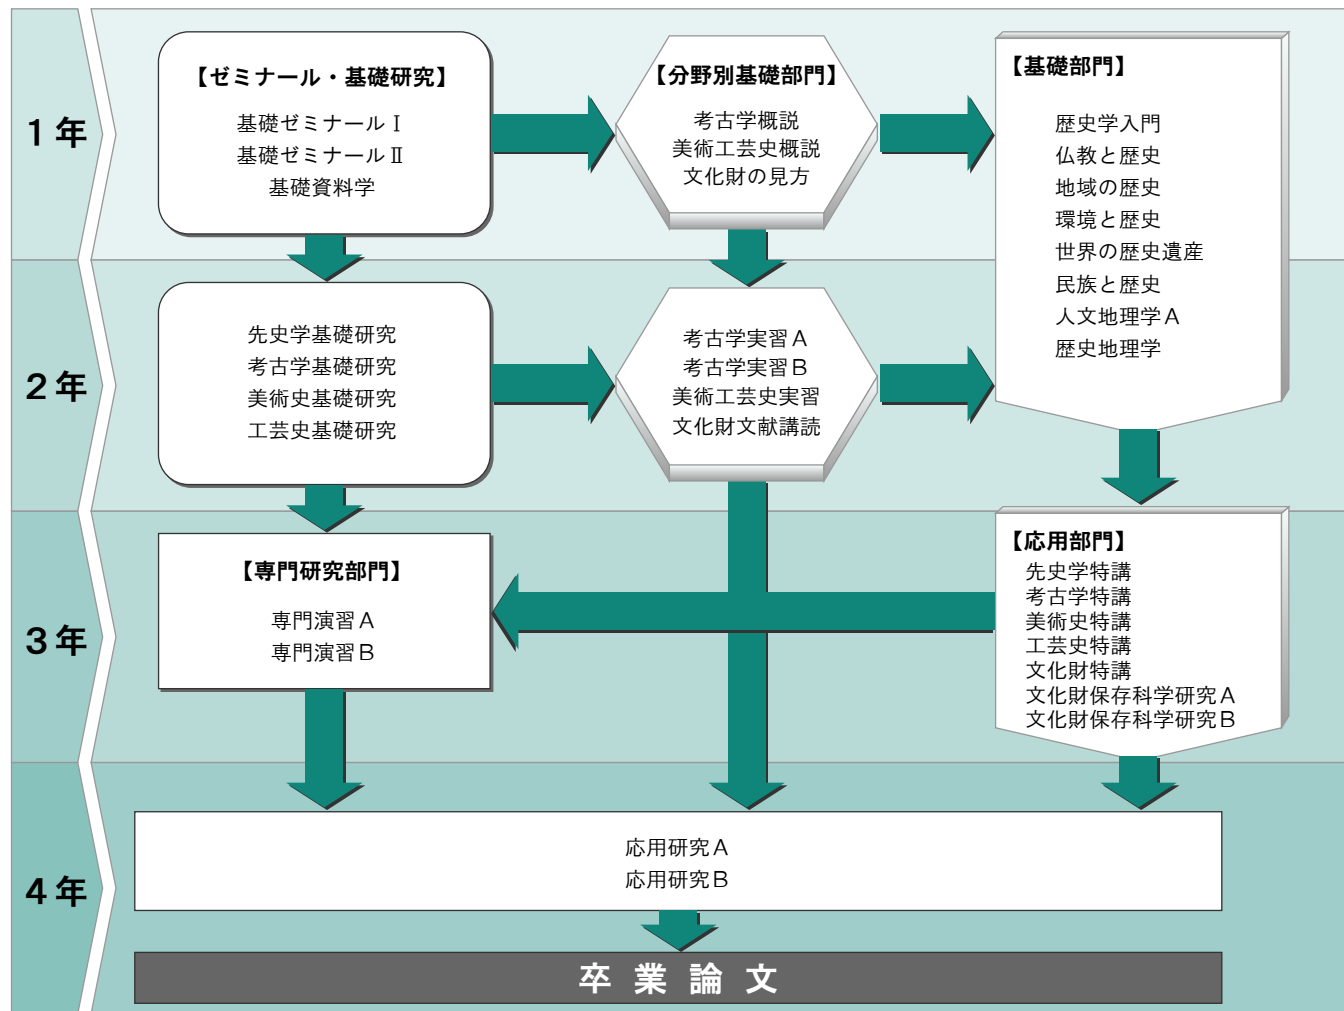 1年
【ゼミナール・基礎研究】
基礎ゼミナールⅠ
基礎ゼミナールⅡ
基礎資料学
【分野別基礎部門】
考古学概説
美術工芸史概説
文化財の見方
【基礎部門】
歴史学入門
仏教と歴史
地域の歴史
環境と歴史
世界の歴史遺産
民族と歴史
人文地理学A
歴史地理学
2年
先史学基礎研究
考古学基礎研究
美術史基礎研究
工芸史基礎研究
考古学実習A
考古学実習B
美術工芸史実習
文化財文献講読
3年
【専門研究部門】
専門演習A
専門演習B
【応用部門】
先史学特講
考古学特講
美術史特講
工芸史特講
文化財特講
文化財保存科学研究A
文化財保存科学研究B
4年
応用研究A
応用研究B
卒業論文